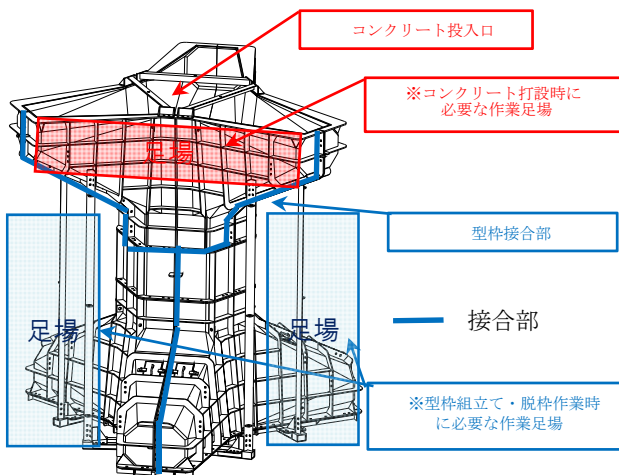 コンクリート投入口
※コンクリート打設時に
必要な作業足場
足場
型枠接合部
足場
足場
接合部
※型枠組立て・脱枠作業時
に必要な作業足場